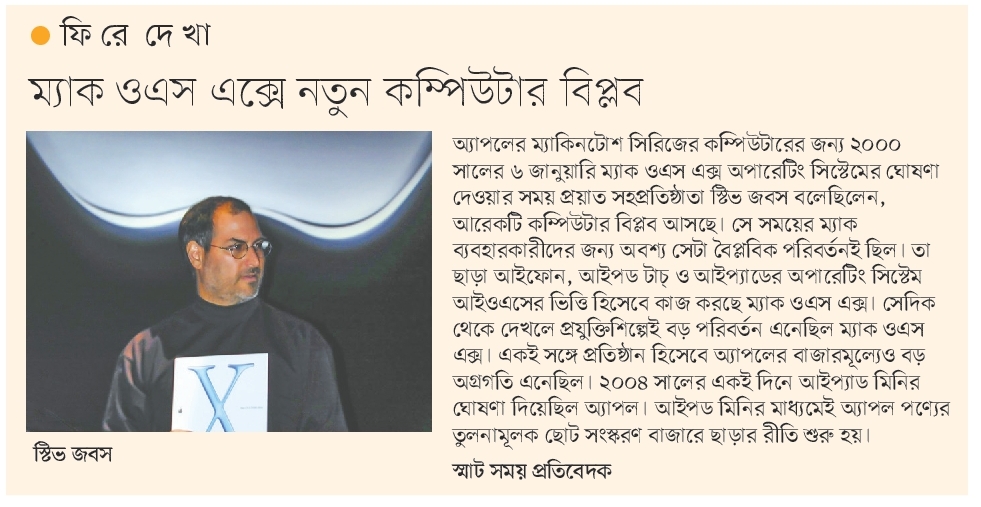 ফি রে দে খা
ম্যাক ওএস এক্সে নতুন কম্পিউটার বিপ্লব
অ্যাপলের ম্যাকিনটোশ সিরিজের কম্পিউটারের জন্য ২০০০
সালের ৬ জানুয়ারি ম্যাক ওএস এক্স অপারেটিং সিস্টেমের ঘোষণা
দেওয়ার সময় প্রয়াত সহপ্রতিষ্ঠাতা স্টিভ জবস বলেছিলেন,
আরেকটি কম্পিউটার বিপ্লব আসছে। সে সময়ের ম্যাক
ব্যবহারকারীদের জন্য অবশ্য সেটা বৈপ্লবিক পরিবর্তনই ছিল। তা
ছাড়া আইফোন, আইপড টাচ্ ও আইপ্যাডের অপারেটিং সিস্টেম
আইওএসের ভিত্তি হিসেবে কাজ করছে ম্যাক ওএস এক্স। সেদিক
থেকে দেখলে প্রযুক্তিশিল্পেই বড় পরিবর্তন এনেছিল ম্যাক ওএস
এক্স। একই সঙ্গে প্রতিষ্ঠান হিসেবে অ্যাপলের বাজারমূল্যেও বড়
অগ্রগতি এনেছিল। ২০০৪ সালের একই দিনে আইপ্যাড মিনির
ঘোষণা দিয়েছিল অ্যাপল। আইপড মিনির মাধ্যমেই অ্যাপল পণ্যের
তুলনামূলক ছোট সংস্করণ বাজারে ছাড়ার রীতি শুরু হয়।
স্মাট সময় প্রতিবেদক
X
স্টিভ জবস